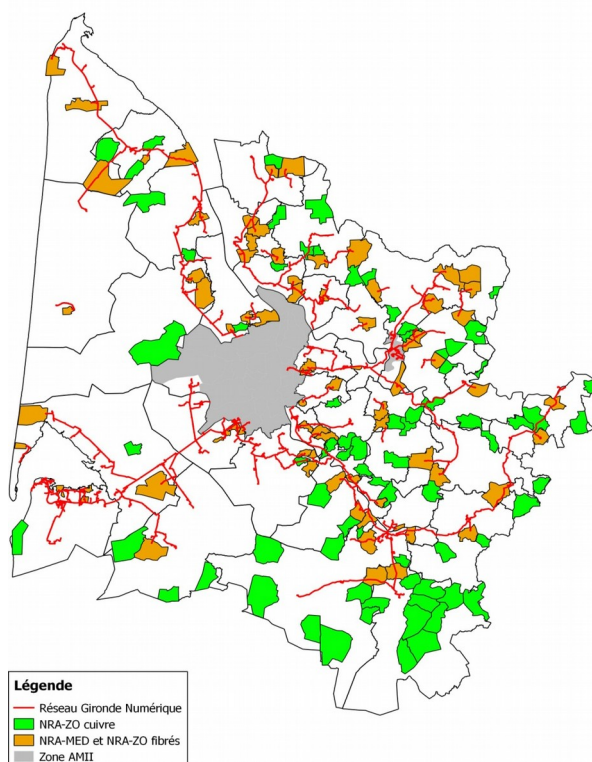 Légende
Réseau Gironde Numérique
NRA-ZO cuivre
NRA-MED et NRA-ZO fibrés
Zone AMII